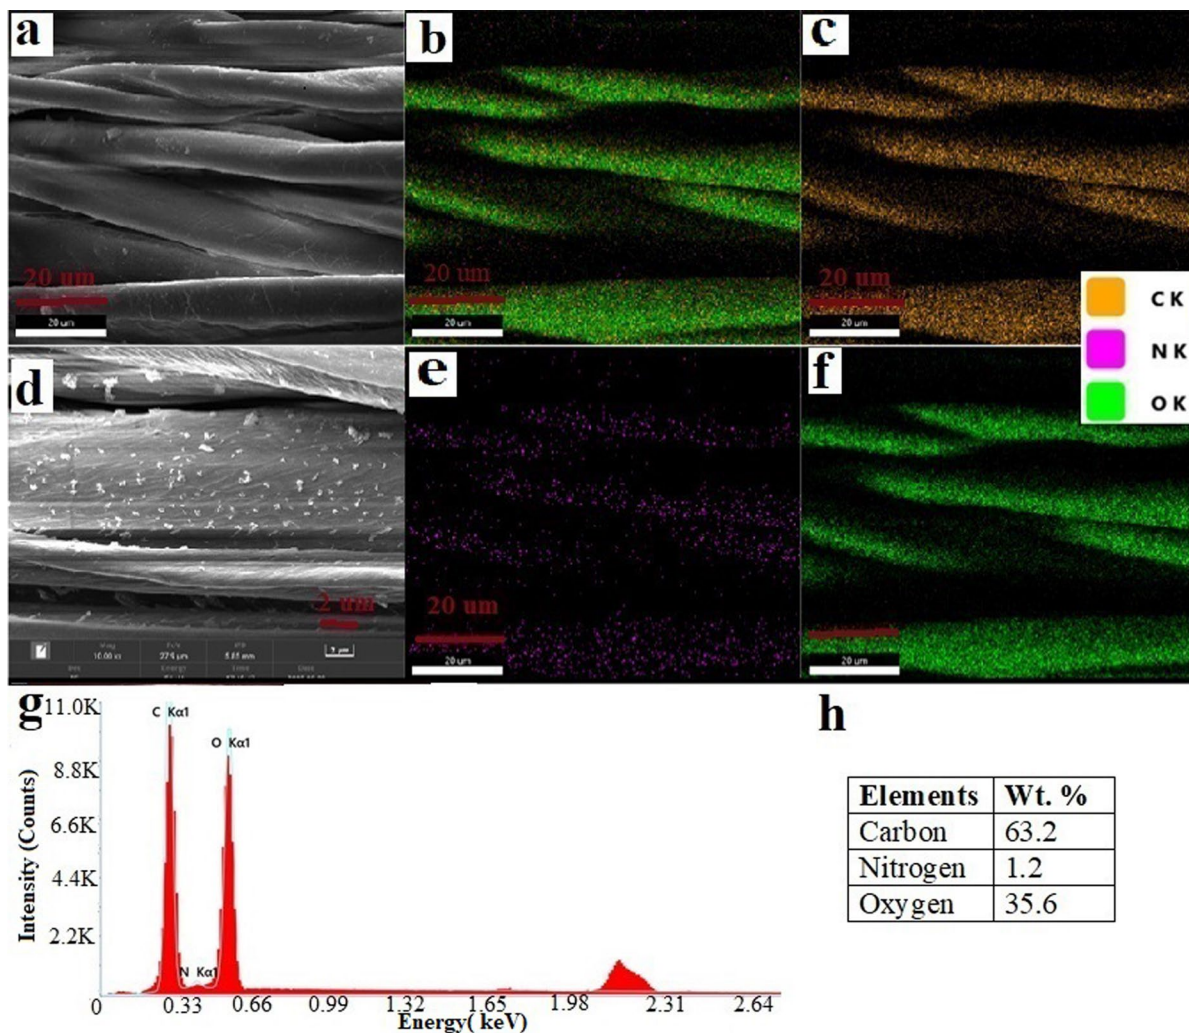 a
b
c
20 um
20 um
20 um
20 um
20 um
C K
N K
O K
d
e
f
2 um
20 um
20 um
20 um
10.00 kx
g
h
11.0K
8.8K
6.6K
4.4K
2.2K
Intensity (Counts)
C Kα1
O Kα1
N Kα1
0 0.33 0.66 0.99 1.32 1.65 1.98 2.31 2.64
Energy( keV)
Elements Wt. %
Carbon 63.2
Nitrogen 1.2
Oxygen 35.6